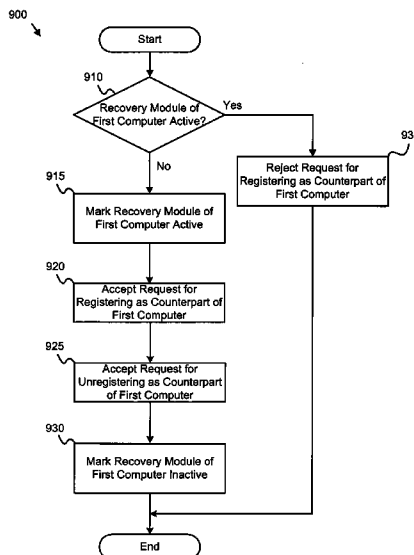 900
Start
910
Recovery Module of
First Computer Active?
Yes
No
93
Reject Request for
Registering as Counterpart of
First Computer
915
Mark Recovery Module of
First Computer Active
920
Accept Request for
Registering as Counterpart of
First Computer
925
Accept Request for
Unregistering as Counterpart
of First Computer
930
Mark Recovery Module of
First Computer Inactive
End